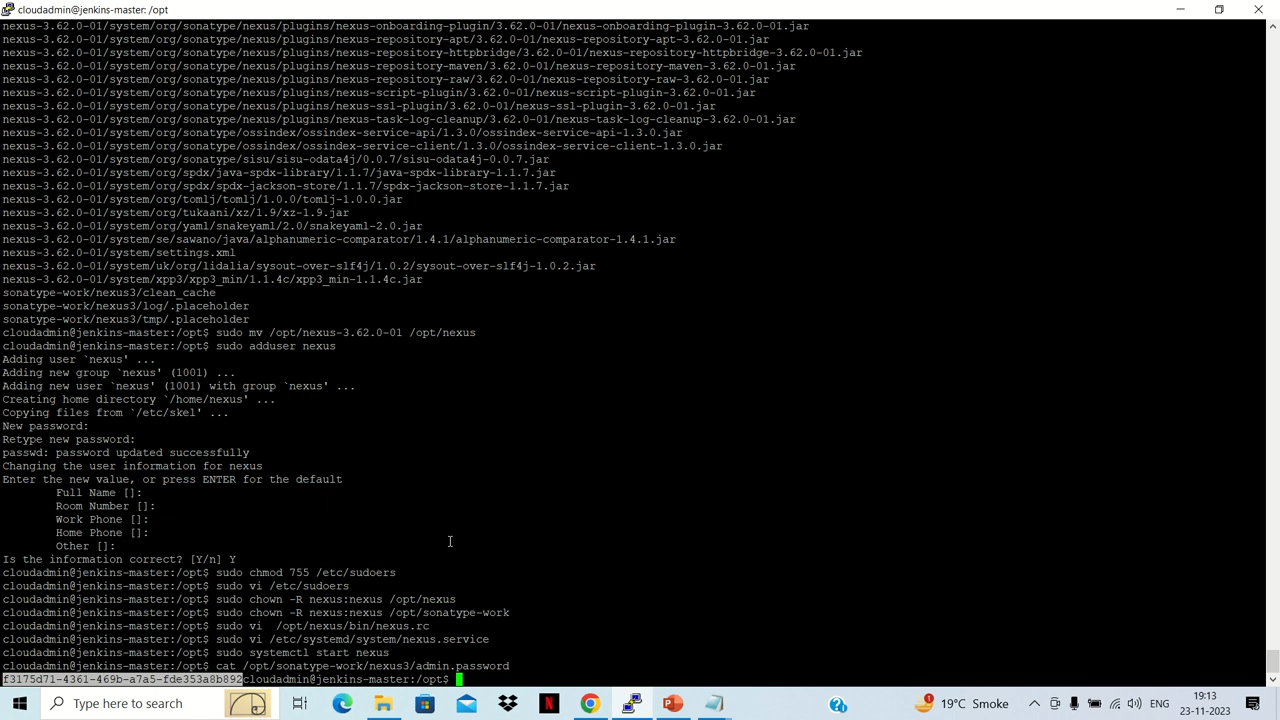 cloudadmin@jenkins-master: /opt
nexus-3.62.0-01/system/org/sonatype/nexus/plugins/nexus-onboarding-plugin/3.62.0-01/nexus-onboarding-plugin-3.62.0-01.jar
nexus-3.62.0-01/system/org/sonatype/nexus/plugins/nexus-repository-apt/3.62.0-01/nexus-repository-apt-3.62.0-01.jar
nexus-3.62.0-01/system/org/sonatype/nexus/plugins/nexus-repository-httpbridge/3.62.0-01/nexus-repository-httpbridge-3.62.0-01.jar
nexus-3.62.0-01/system/org/sonatype/nexus/plugins/nexus-repository-maven/3.62.0-01/nexus-repository-maven-3.62.0-01.jar
nexus-3.62.0-01/system/org/sonatype/nexus/plugins/nexus-repository-raw/3.62.0-01/nexus-repository-raw-3.62.0-01.jar
nexus-3.62.0-01/system/org/sonatype/nexus/plugins/nexus-script-plugin/3.62.0-01/nexus-script-plugin-3.62.0-01.jar
nexus-3.62.0-01/system/org/sonatype/nexus/plugins/nexus-ssl-plugin/3.62.0-01/nexus-ssl-plugin-3.62.0-01.jar
nexus-3.62.0-01/system/org/sonatype/nexus/plugins/nexus-task-log-cleanup/3.62.0-01/nexus-task-log-cleanup-3.62.0-01.jar
nexus-3.62.0-01/system/org/sonatype/ossindex/ossindex-service-api/1.3.0/ossindex-service-api-1.3.0.jar
nexus-3.62.0-01/system/org/sonatype/ossindex/ossindex-service-client/1.3.0/ossindex-service-client-1.3.0.jar
nexus-3.62.0-01/system/org/sonatype/sisu/sisu-odata4j/0.0.7/sisu-odata4j-0.0.7.jar
nexus-3.62.0-01/system/org/spdx/java-spdx-library/1.1.7/java-spdx-library-1.1.7.jar
nexus-3.62.0-01/system/org/spdx/spdx-jackson-store/1.1.7/spdx-jackson-store-1.1.7.jar
nexus-3.62.0-01/system/org/tomlj/tomlj/1.0.0/tomlj-1.0.0.jar
nexus-3.62.0-01/system/org/tukaani/xz/1.9/xz-1.9.jar
nexus-3.62.0-01/system/org/yaml/snakeyaml/2.0/snakeyaml-2.0.jar
nexus-3.62.0-01/system/se/sawano/java/alphanumeric-comparator/1.4.1/alphanumeric-comparator-1.4.1.jar
nexus-3.62.0-01/system/settings.xml
nexus-3.62.0-01/system/uk/org/lidalia/sysout-over-slf4j/1.0.2/sysout-over-slf4j-1.0.2.jar
nexus-3.62.0-01/system/xpp3/xpp3_min/1.1.4c/xpp3_min-1.1.4c.jar
sonatype-work/nexus3/clean_cache
sonatype-work/nexus3/log/.placeholder
sonatype-work/nexus3/tmp/.placeholder
cloudadmin@jenkins-master:/opt$ sudo mv /opt/nexus-3.62.0-01 /opt/nexus
cloudadmin@jenkins-master:/opt$ sudo adduser nexus
Adding user `nexus' ...
Adding new group `nexus' (1001) ...
Adding new user `nexus' (1001) with group `nexus' ...
Creating home directory `/home/nexus' ...
Copying files from `/etc/skel' ...
New password:
Retype new password:
passwd: password updated successfully
Changing the user information for nexus
Enter the new value, or press ENTER for the default
Full Name []:
Room Number []:
Work Phone []:
Home Phone []:
Other []:
Is the information correct? [Y/n] Y
cloudadmin@jenkins-master:/opt$ sudo chmod 755 /etc/sudoers
cloudadmin@jenkins-master:/opt$ sudo vi /etc/sudoers
cloudadmin@jenkins-master:/opt$ sudo chown -R nexus:nexus /opt/nexus
cloudadmin@jenkins-master:/opt$ sudo chown -R nexus:nexus /opt/sonatype-work
cloudadmin@jenkins-master:/opt$ sudo vi  /opt/nexus/bin/nexus.rc
cloudadmin@jenkins-master:/opt$ sudo vi /etc/systemd/system/nexus.service
cloudadmin@jenkins-master:/opt$ sudo systemctl start nexus
cloudadmin@jenkins-master:/opt$ cat /opt/sonatype-work/nexus3/admin.password
f3175d71-4361-469b-a7a5-fde353a8b892cloudadmin@jenkins-master:/opt$
Type here to search
19°C Smoke
ENG
19:13
23-11-2023